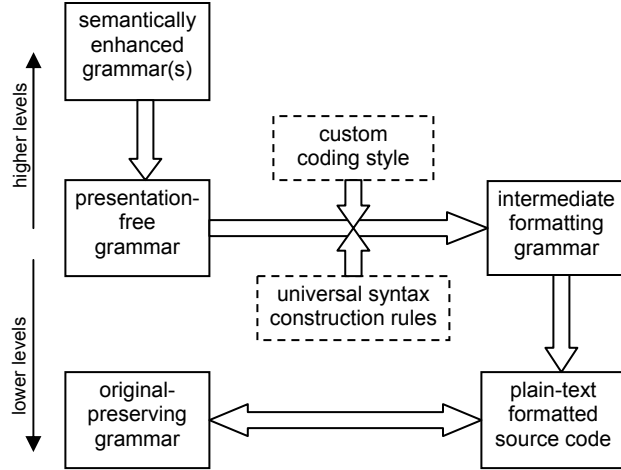 semantically
enhanced
grammar(s)
higher levels
custom
coding style
presentation-
free
grammar
intermediate
formatting
grammar
universal syntax
construction rules
lower levels
original-
preserving
grammar
plain-text
formatted
source code